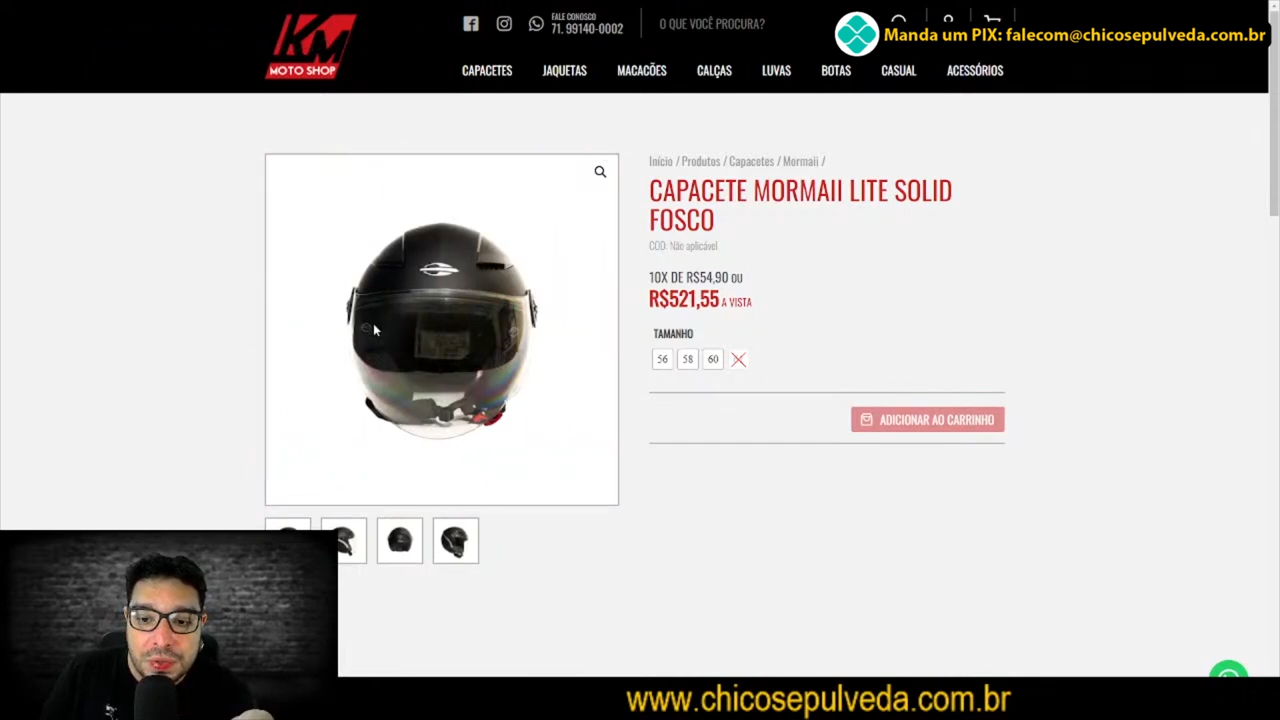 KM
MOTO SHOP
FALE CONOSCO
71. 99140-0002
O QUE VOCÊ PROCURA?
Manda um PIX: falecom@chicosepulveda.com.br
CAPACETES JAQUETAS MACACÕES CALÇAS LUVAS BOTAS CASUAL ACESSÓRIOS
Início / Produtos / Capacetes / Mormaii /
CAPACETE MORMAII LITE SOLID
FOSCO
COD: Não aplicável
10X DE R$54,90 ou
R$521,55 A VISTA
TAMANHO
56 58 60
ADICIONAR AO CARRINHO
www.chicosepulveda.com.br